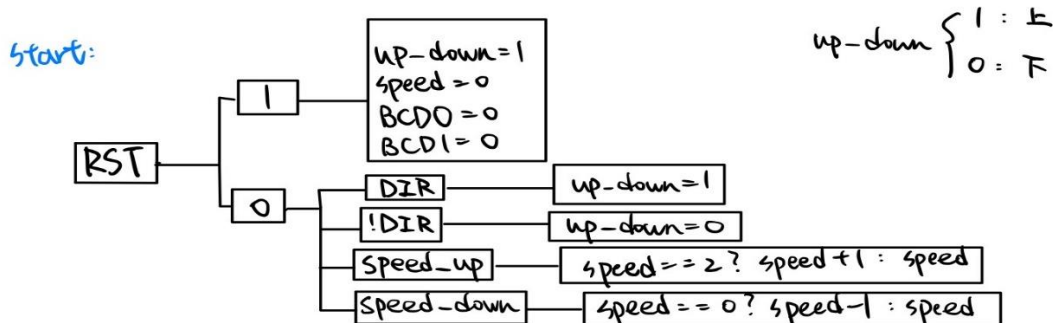 start:
up-down { 1 : 上
0 : 下
RST
1
up-down=1
speed=0
BCD0=0
BCD1=0
0
DIR
up-down=1
!DIR
up-down=0
speed_up
speed==2? speed+1 : speed
speed-down
speed==0? speed-1 : speed